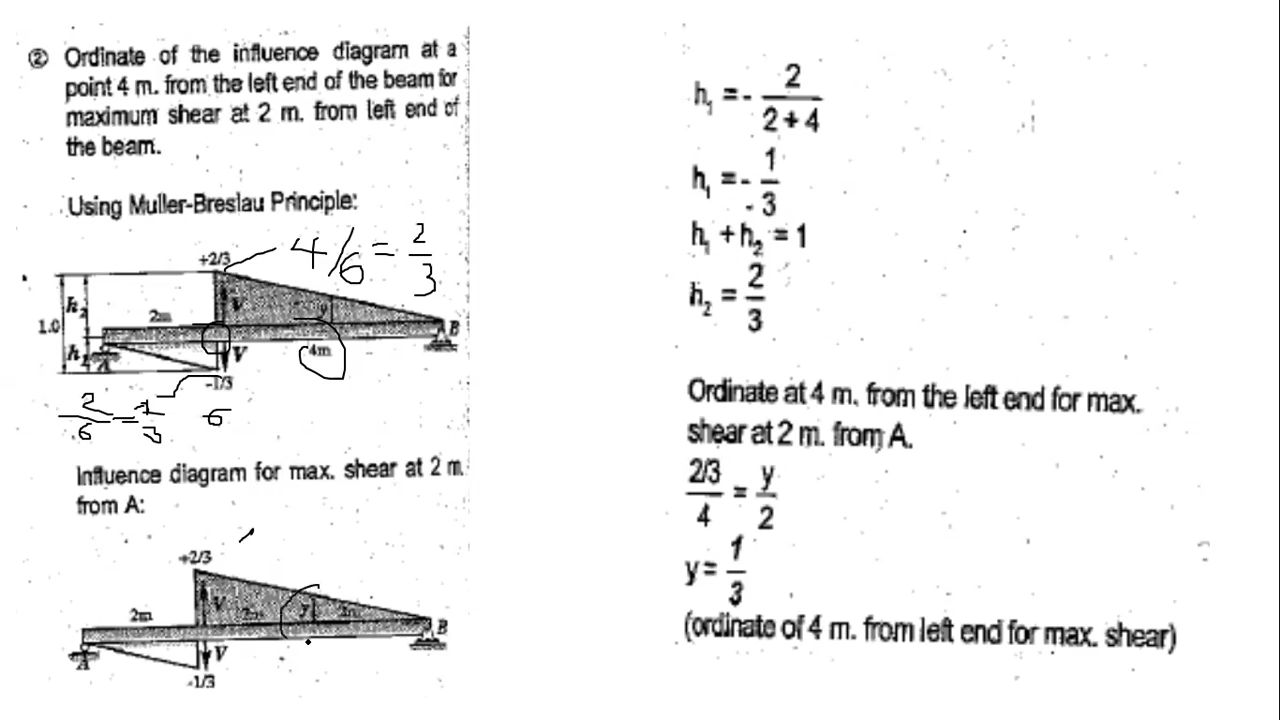 ② Ordinate of the influence diagram at a
point 4 m. from the left end of the beam for
maximum shear at 2 m. from left end of
the beam.
Using Muller-Breslau Principle:
+2/3
4/6 = 2/3
h₂
2m
V
y
1.0
B
h₁
A
V
4m
-1/3
2/6 = 1/3
6
Influence diagram for max. shear at 2 m.
from A:
+2/3
2m
V
2m
y
2m
B
A
V
-1/3
h₁ = - 2/(2+4)
h₁ = - 1/3
h₁ + h₂ = 1
h₂ = 2/3
Ordinate at 4 m. from the left end for max.
shear at 2 m. from A.
(2/3)/4 = y/2
y = 1/3
(ordinate of 4 m. from left end for max. shear)